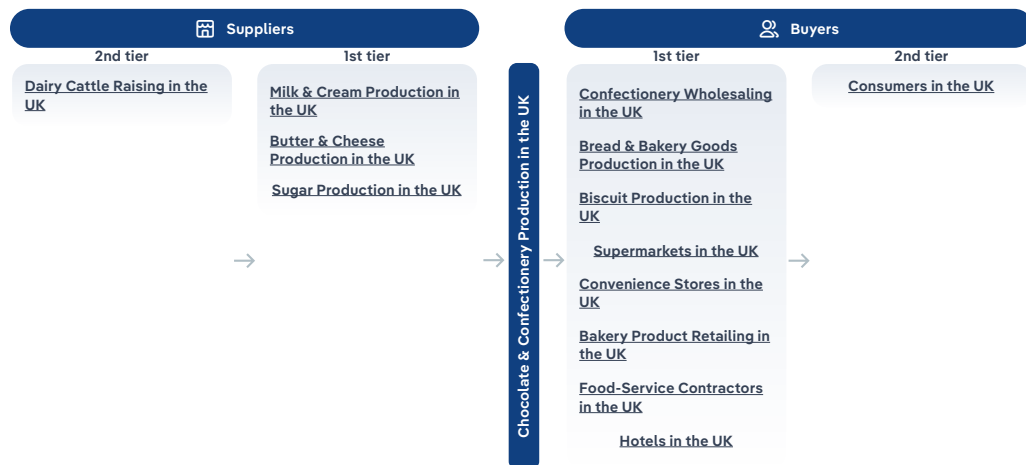 Suppliers
Buyers
2nd tier
1st tier
1st tier
2nd tier
Dairy Cattle Raising in the
UK
Milk & Cream Production in
the UK
Butter & Cheese
Production in the UK
Sugar Production in the UK
Chocolate & Confectionery Production in the UK
Confectionery Wholesaling
in the UK
Bread & Bakery Goods
Production in the UK
Biscuit Production in the
UK
Supermarkets in the UK
Convenience Stores in the
UK
Bakery Product Retailing in
the UK
Food-Service Contractors
in the UK
Hotels in the UK
Consumers in the UK